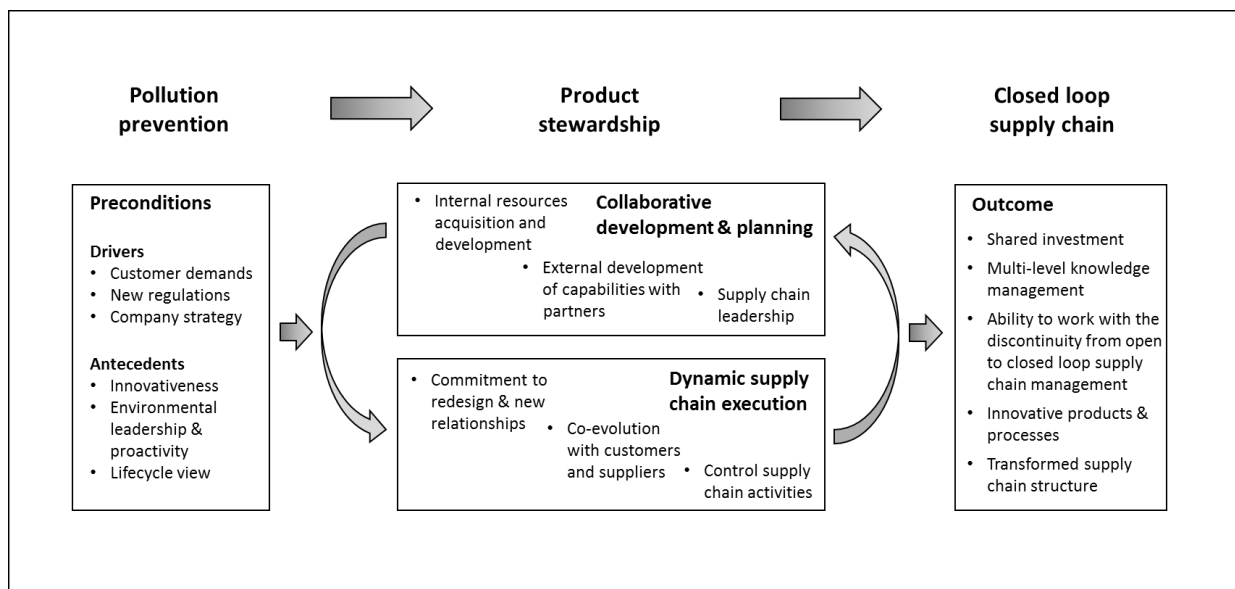 Pollution
prevention
Product
stewardship
Closed loop
supply chain
Preconditions
Drivers
• Customer demands
• New regulations
• Company strategy
Antecedents
• Innovativeness
• Environmental
leadership &
proactivity
• Lifecycle view
Collaborative
development & planning
• Internal resources
acquisition and
development
• External development
of capabilities with
partners
• Supply chain
leadership
Dynamic supply
chain execution
• Commitment to
redesign & new
relationships
• Co-evolution
with customers
and suppliers
• Control supply
chain activities
Outcome
• Shared investment
• Multi-level knowledge
management
• Ability to work with the
discontinuity from open
to closed loop supply
chain management
• Innovative products &
processes
• Transformed supply
chain structure